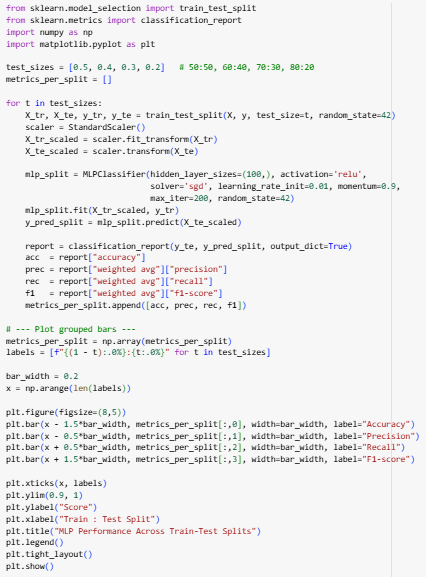 from sklearn.model_selection import train_test_split
from sklearn.metrics import classification_report
import numpy as np
import matplotlib.pyplot as plt

test_sizes = [0.5, 0.4, 0.3, 0.2]   # 50:50, 60:40, 70:30, 80:20
metrics_per_split = []

for t in test_sizes:
    X_tr, X_te, y_tr, y_te = train_test_split(X, y, test_size=t, random_state=42)
    scaler = StandardScaler()
    X_tr_scaled = scaler.fit_transform(X_tr)
    X_te_scaled = scaler.transform(X_te)

    mlp_split = MLPClassifier(hidden_layer_sizes=(100,), activation='relu',
                              solver='sgd', learning_rate_init=0.01, momentum=0.9,
                              max_iter=200, random_state=42)
    mlp_split.fit(X_tr_scaled, y_tr)
    y_pred_split = mlp_split.predict(X_te_scaled)

    report = classification_report(y_te, y_pred_split, output_dict=True)
    acc  = report["accuracy"]
    prec = report["weighted avg"]["precision"]
    rec  = report["weighted avg"]["recall"]
    f1   = report["weighted avg"]["f1-score"]
    metrics_per_split.append([acc, prec, rec, f1])

# --- Plot grouped bars ---
metrics_per_split = np.array(metrics_per_split)
labels = [f"{(1 - t):.0%}:{t:.0%}" for t in test_sizes]

bar_width = 0.2
x = np.arange(len(labels))

plt.figure(figsize=(8,5))
plt.bar(x - 1.5*bar_width, metrics_per_split[:,0], width=bar_width, label="Accuracy")
plt.bar(x - 0.5*bar_width, metrics_per_split[:,1], width=bar_width, label="Precision")
plt.bar(x + 0.5*bar_width, metrics_per_split[:,2], width=bar_width, label="Recall")
plt.bar(x + 1.5*bar_width, metrics_per_split[:,3], width=bar_width, label="F1-score")

plt.xticks(x, labels)
plt.ylim(0.9, 1)
plt.ylabel("Score")
plt.xlabel("Train : Test Split")
plt.title("MLP Performance Across Train-Test Splits")
plt.legend()
plt.tight_layout()
plt.show()